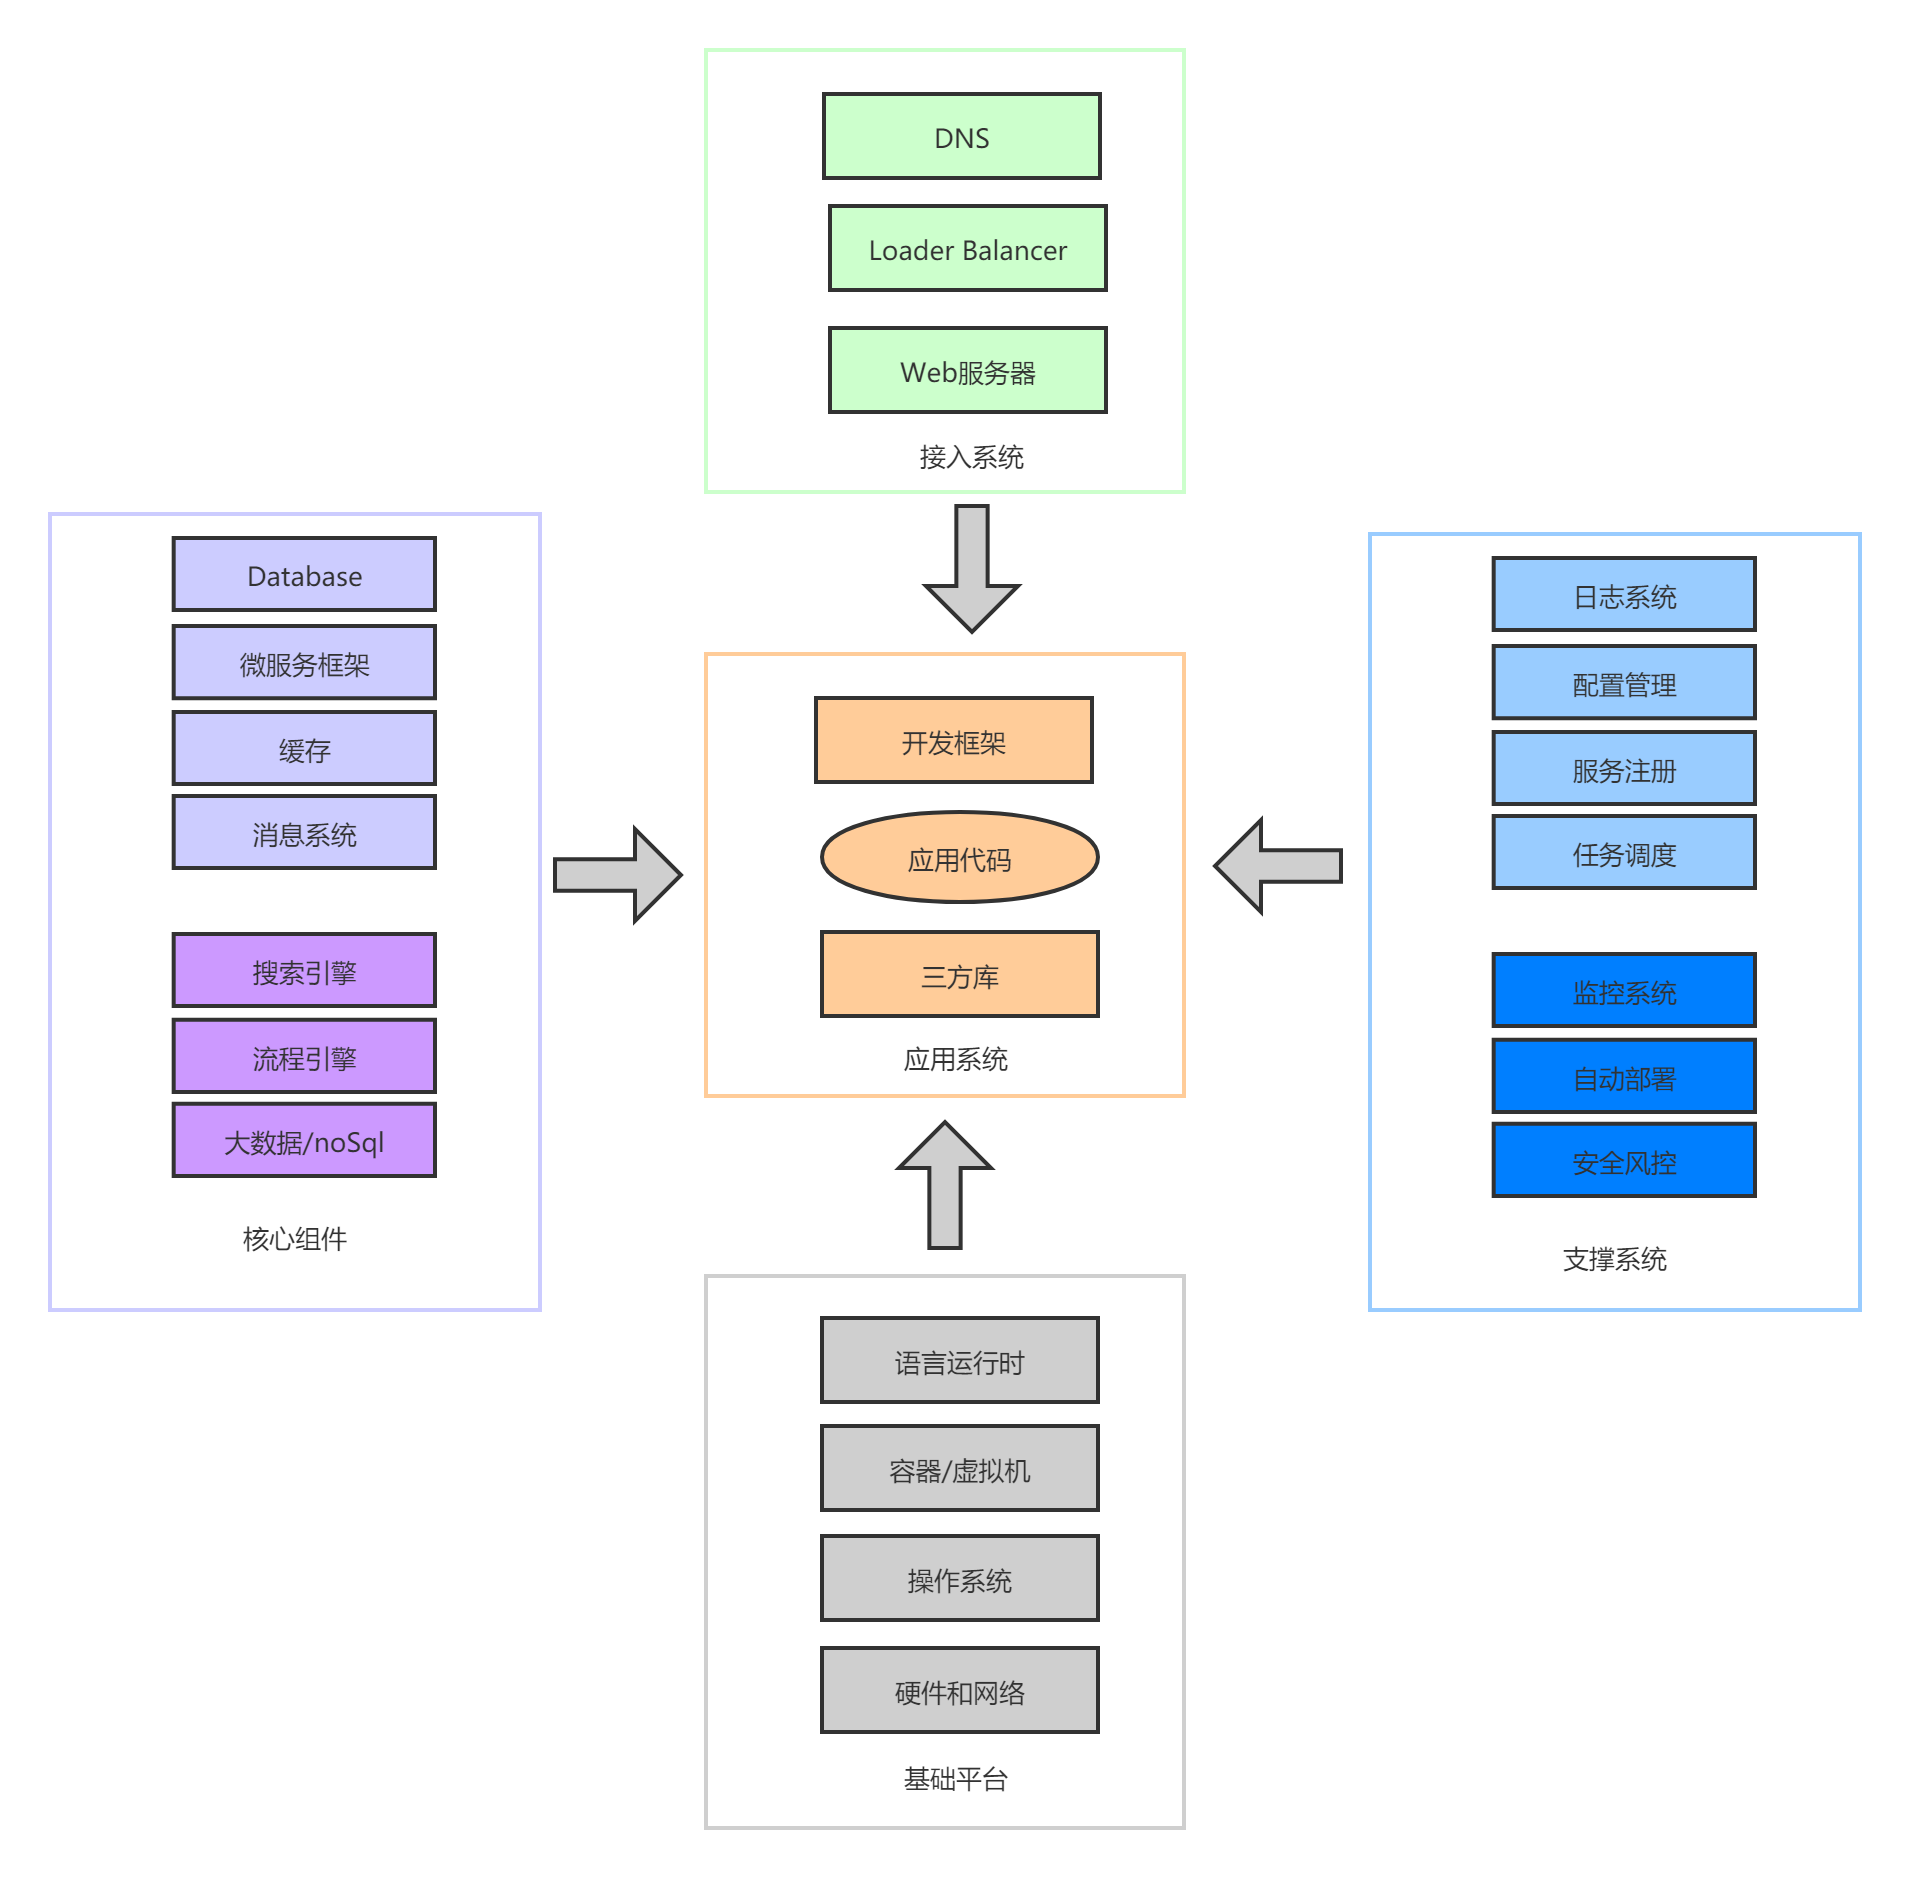 DNS
Loader Balancer
Web服务器
接入系统
Database
微服务框架
缓存
消息系统
搜索引擎
流程引擎
大数据/noSql
核心组件
开发框架
应用代码
三方库
应用系统
日志系统
配置管理
服务注册
任务调度
监控系统
自动部署
安全风控
支撑系统
语言运行时
容器/虚拟机
操作系统
硬件和网络
基础平台